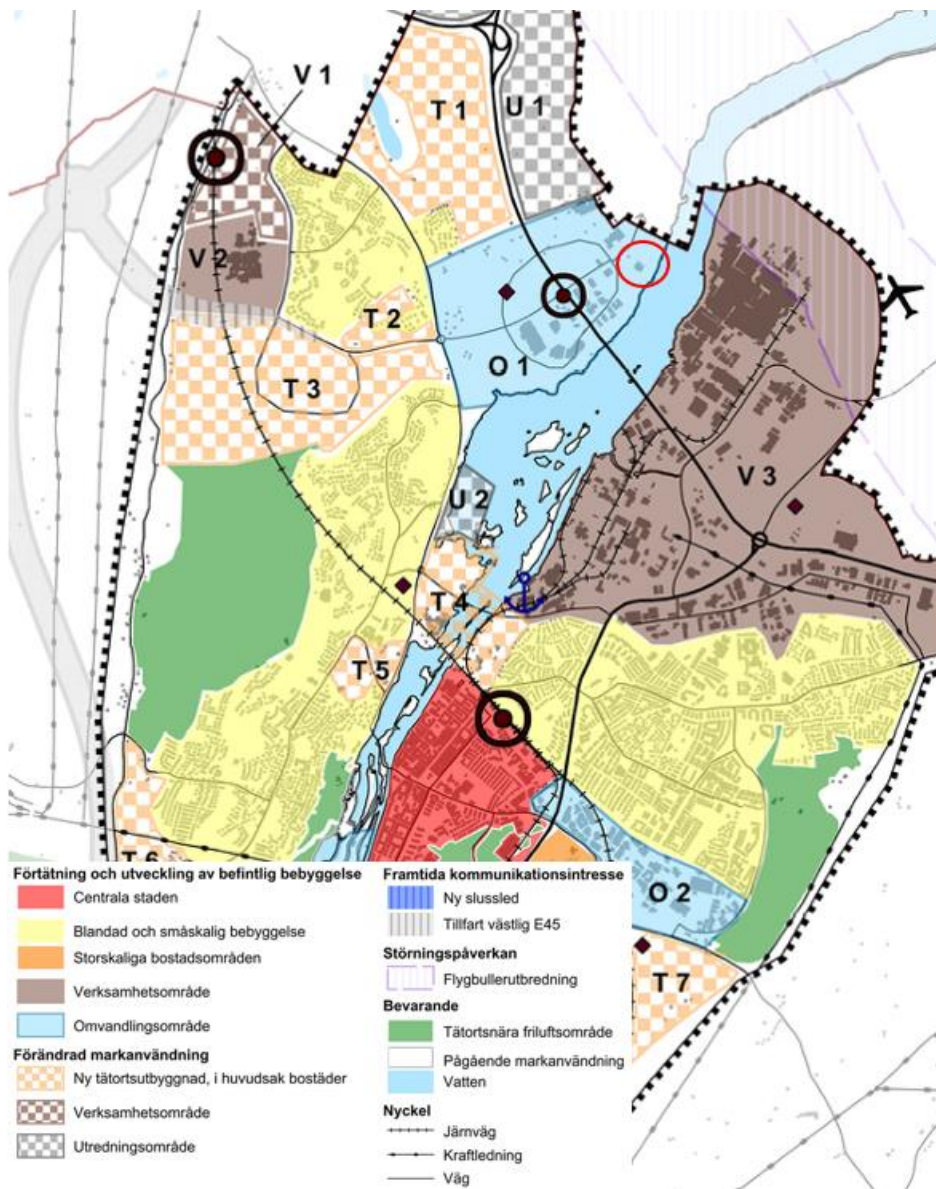 V 1
T 1
U 1
V 2
T 2
O 1
T 3
V 3
U 2
T 4
T 5
T 6
O 2
T 7
Förtätning och utveckling av befintlig bebyggelse
Centrala staden
Blandad och småskalig bebyggelse
Storskaliga bostadsområden
Verksamhetsområde
Omvandlingsområde
Förändrad markanvändning
Ny tätortsutbyggnad, i huvudsak bostäder
Verksamhetsområde
Utredningsområde
Framtida kommunikationsintresse
Ny slussled
Tillfart västlig E45
Störningspåverkan
Flygbullerutbredning
Bevarande
Tätortsnära friluftsområde
Pågående markanvändning
Vatten
Nyckel
Järnväg
Kraftledning
Väg